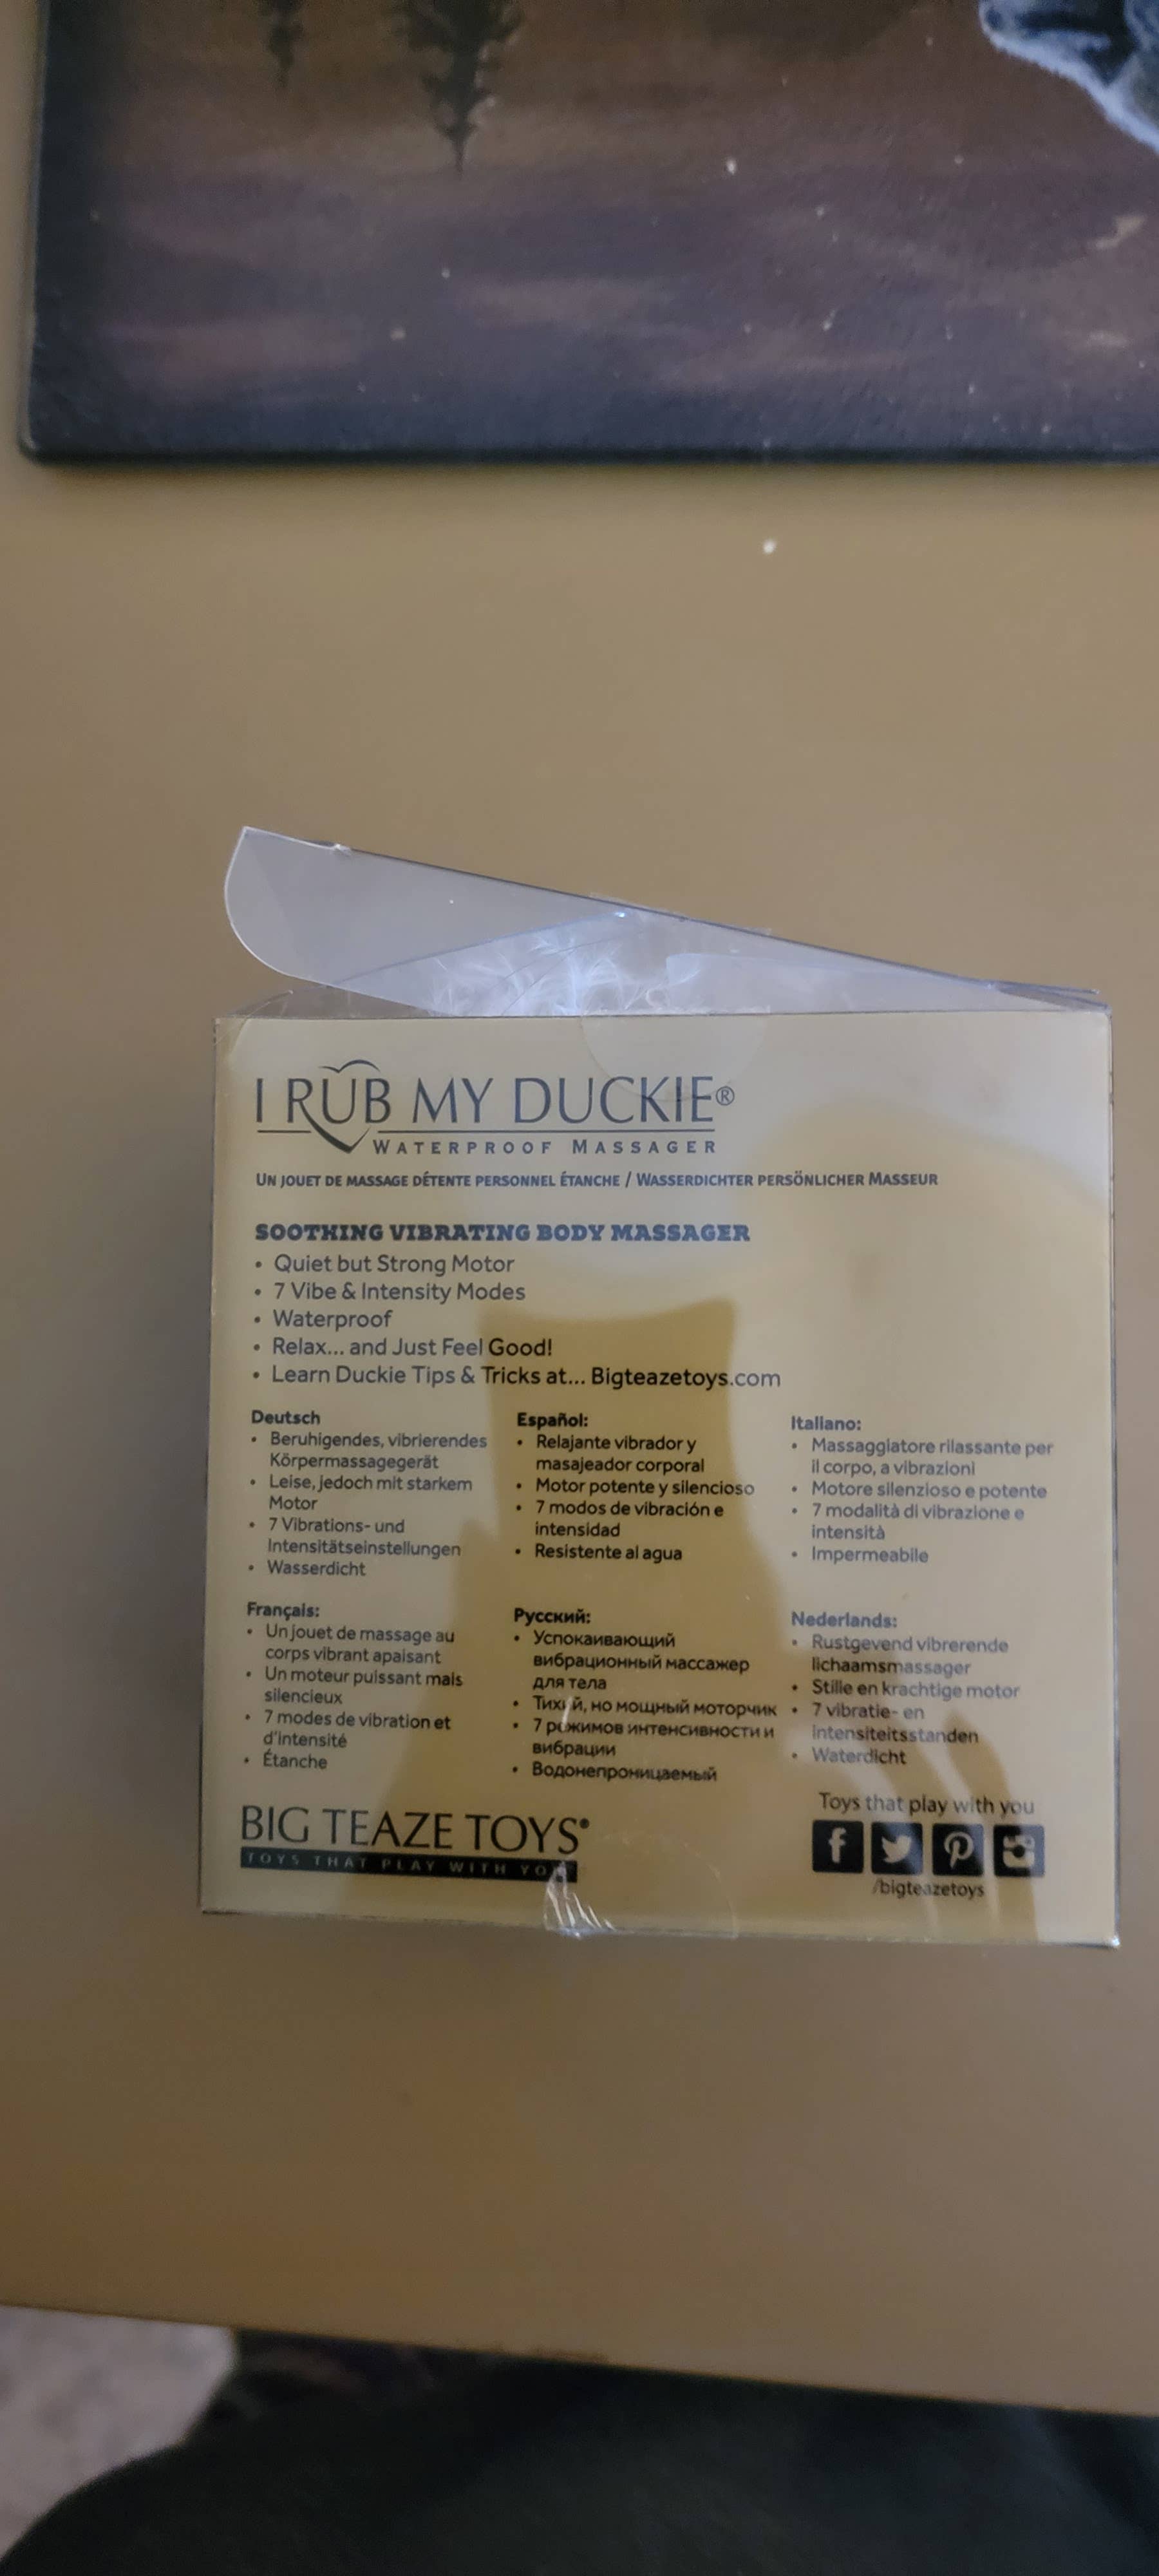 I RUB MY DUCKIE®
WATERPROOF MASSAGER
UN JOUET DE MASSAGE DÉTENTE PERSONNEL ÉTANCHE / WASSERDICHTER PERSÖNLICHER MASSEUR
SOOTHING VIBRATING BODY MASSAGER
• Quiet but Strong Motor
• 7 Vibe & Intensity Modes
• Waterproof
• Relax... and Just Feel Good!
• Learn Duckie Tips & Tricks at... Bigteazetoys.com
Deutsch
• Beruhigendes, vibrierendes
Körpermassagegerät
• Leise, jedoch mit starkem
Motor
• 7 Vibrations- und
Intensitätseinstellungen
• Wasserdicht
Español:
• Relajante vibrador y
masajeador corporal
• Motor potente y silencioso
• 7 modos de vibración e
intensidad
• Resistente al agua
Italiano:
• Massaggiatore rilassante per
il corpo, a vibrazioni
• Motore silenzioso e potente
• 7 modalità di vibrazione e
intensità
• Impermeabile
Français:
• Un jouet de massage au
corps vibrant apaisant
• Un moteur puissant mais
silencieux
• 7 modes de vibration et
d'intensité
• Étanche
Русский:
• Успокаивающий
вибрационный массажер
для тела
• Тихий, но мощный моторчик
• 7 режимов интенсивности и
вибрации
• Водонепроницаемый
Nederlands:
• Rustgevend vibrerende
lichaamsmassager
• Stille en krachtige motor
• 7 vibratie- en
intensiteitsstanden
• Waterdicht
BIG TEAZE TOYS®
TOYS THAT PLAY WITH YOU
Toys that play with you
/bigteazetoys